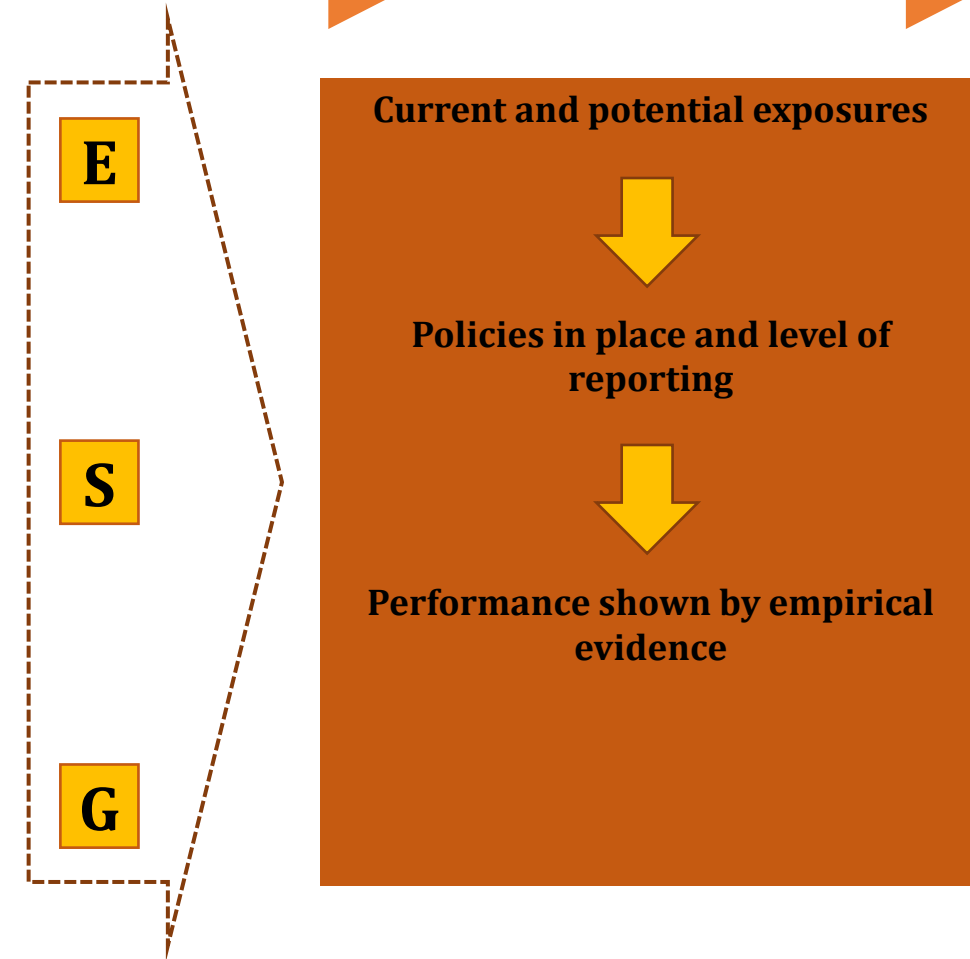 E
S
G
Current and potential exposures
Policies in place and level of
reporting
Performance shown by empirical
evidence